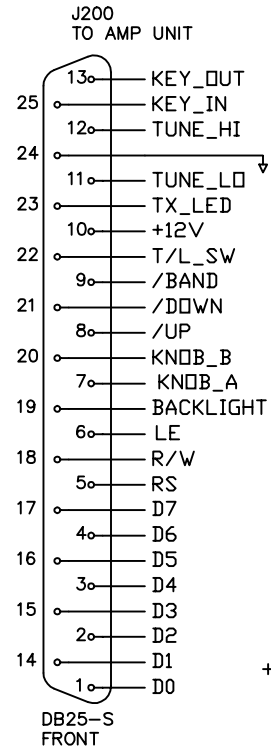 J200
TO AMP UNIT
13 KEY_OUT
25 KEY_IN
12 TUNE_HI
24
11 TUNE_LO
23 TX_LED
10 +12V
22 T/L_SW
9 /BAND
21 /DOWN
8 /UP
20 KNOB_B
7 KNOB_A
19 BACKLIGHT
6 LE
18 R/W
5 RS
17 D7
4 D6
16 D5
3 D4
15 D3
2 D2
14 D1
1 D0
+
DB25-S
FRONT